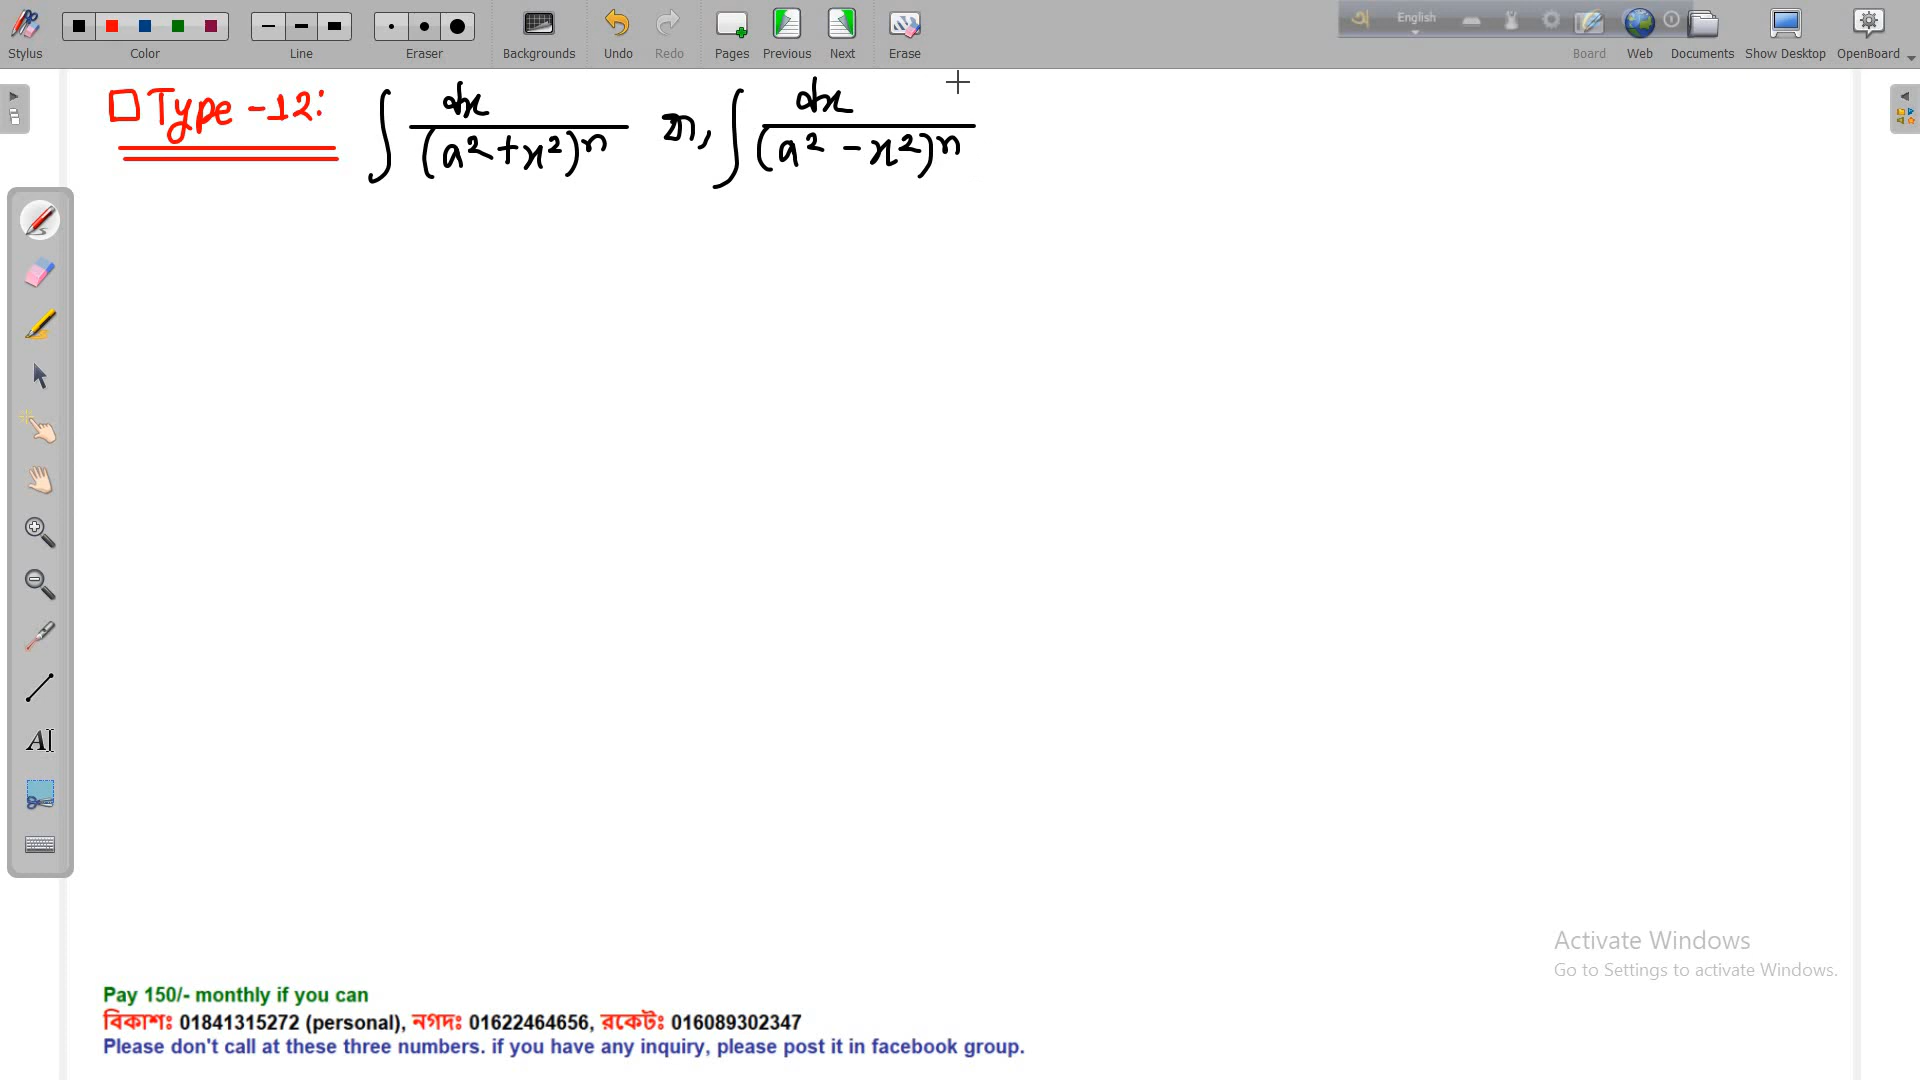 English
Stylus Color Line Eraser Backgrounds Undo Redo Pages Previous Next Erase Board Web Documents Show Desktop OpenBoard
□ Type -12: ∫ dx / (a² + x²)ⁿ বা, ∫ dx / (a² - x²)ⁿ
Activate Windows
Go to Settings to activate Windows.
Pay 150/- monthly if you can
বিকাশঃ 01841315272 (personal), নগদঃ 01622464656, রকেটঃ 016089302347
Please don't call at these three numbers. if you have any inquiry, please post it in facebook group.